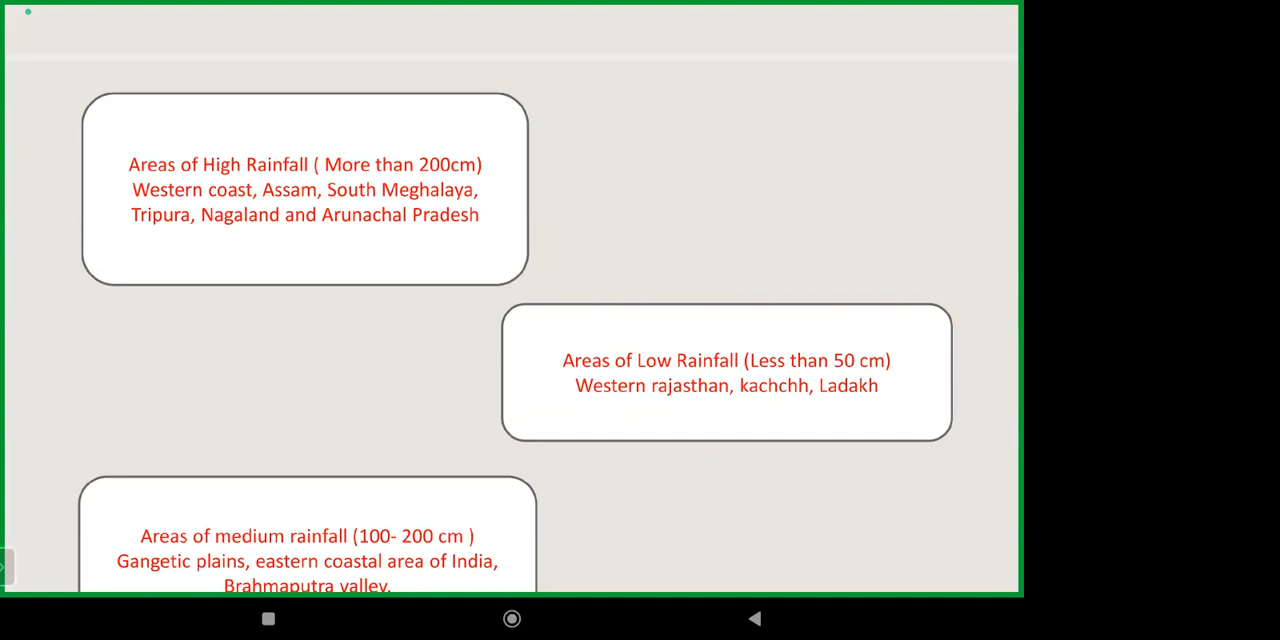 Areas of High Rainfall ( More than 200cm)
Western coast, Assam, South Meghalaya,
Tripura, Nagaland and Arunachal Pradesh
Areas of Low Rainfall (Less than 50 cm)
Western rajasthan, kachchh, Ladakh
Areas of medium rainfall (100- 200 cm )
Gangetic plains, eastern coastal area of India,
Brahmaputra valley.